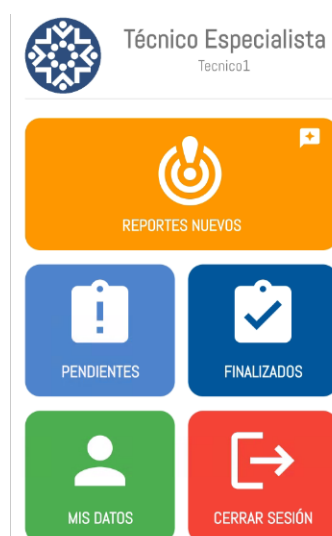 Técnico Especialista
Tecnico1
REPORTES NUEVOS
PENDIENTES
FINALIZADOS
MIS DATOS
CERRAR SESIÓN